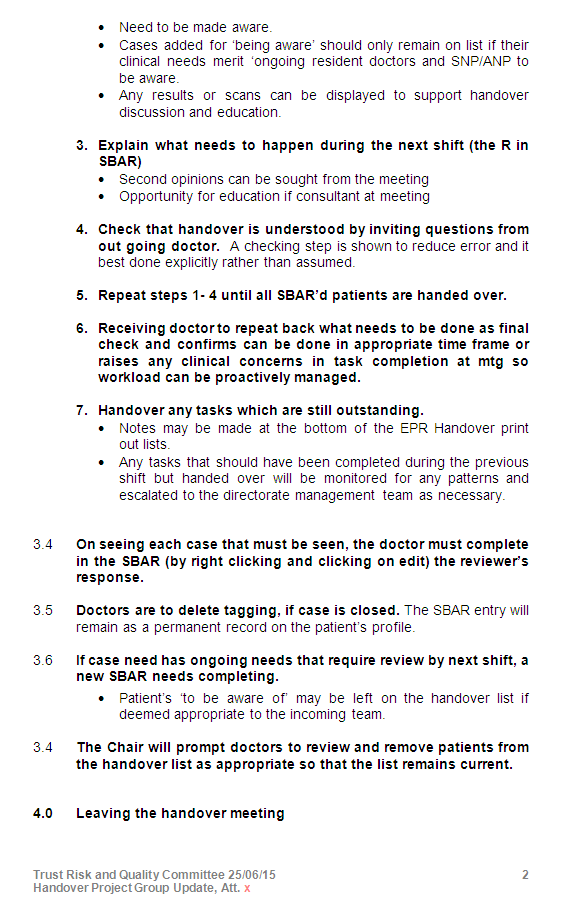 • Need to be made aware.
• Cases added for ‘being aware’ should only remain on list if their
clinical needs merit ‘ongoing resident doctors and SNP/ANP to
be aware.
• Any results or scans can be displayed to support handover
discussion and education.
3. Explain what needs to happen during the next shift (the R in
SBAR)
• Second opinions can be sought from the meeting
• Opportunity for education if consultant at meeting
4. Check that handover is understood by inviting questions from
out going doctor. A checking step is shown to reduce error and it
best done explicitly rather than assumed.
5. Repeat steps 1- 4 until all SBAR’d patients are handed over.
6. Receiving doctor to repeat back what needs to be done as final
check and confirms can be done in appropriate time frame or
raises any clinical concerns in task completion at mtg so
workload can be proactively managed.
7. Handover any tasks which are still outstanding.
• Notes may be made at the bottom of the EPR Handover print
out lists.
• Any tasks that should have been completed during the previous
shift but handed over will be monitored for any patterns and
escalated to the directorate management team as necessary.
3.4 On seeing each case that must be seen, the doctor must complete
in the SBAR (by right clicking and clicking on edit) the reviewer’s
response.
3.5 Doctors are to delete tagging, if case is closed. The SBAR entry will
remain as a permanent record on the patient’s profile.
3.6 If case need has ongoing needs that require review by next shift, a
new SBAR needs completing.
• Patient’s ‘to be aware of’ may be left on the handover list if
deemed appropriate to the incoming team.
3.4 The Chair will prompt doctors to review and remove patients from
the handover list as appropriate so that the list remains current.
4.0 Leaving the handover meeting
Trust Risk and Quality Committee 25/06/15 2
Handover Project Group Update, Att. x